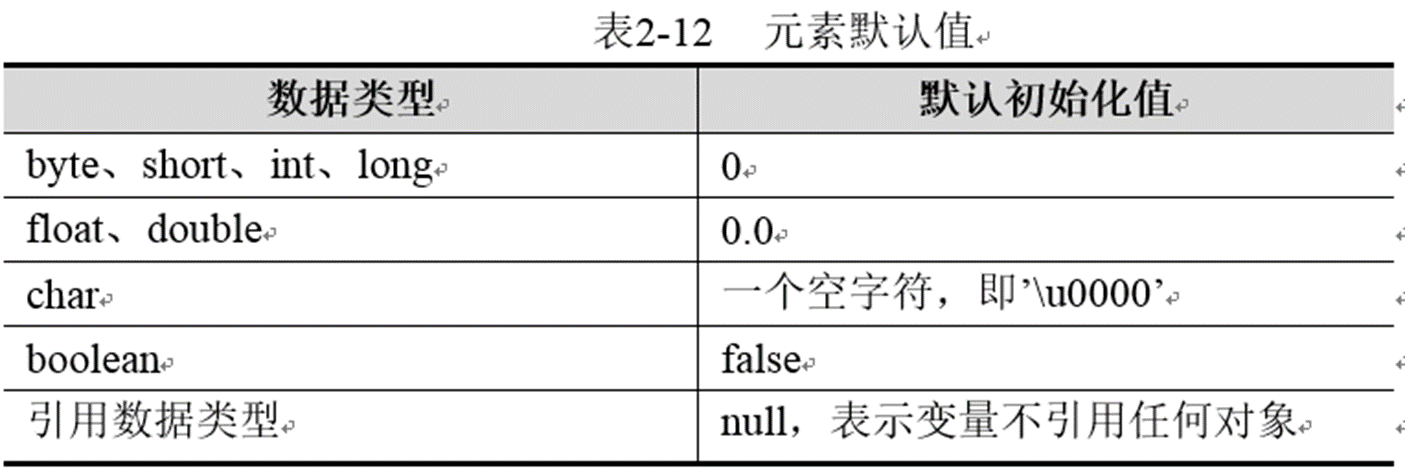 表2-12 元素默认值
数据类型 默认初始化值
byte、short、int、long 0
float、double 0.0
char 一个空字符，即’\u0000’
boolean false
引用数据类型 null，表示变量不引用任何对象